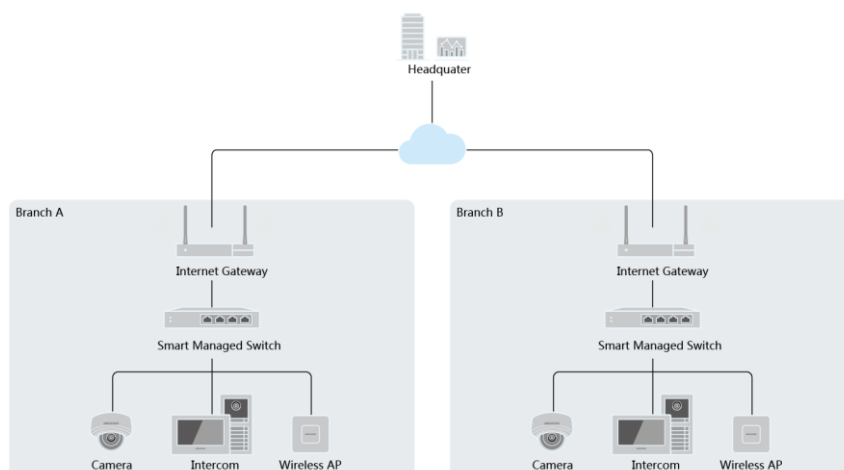 Headquater
Branch A
Branch B
Internet Gateway
Internet Gateway
Smart Managed Switch
Smart Managed Switch
Camera
Intercom
Wireless AP
Camera
Intercom
Wireless AP